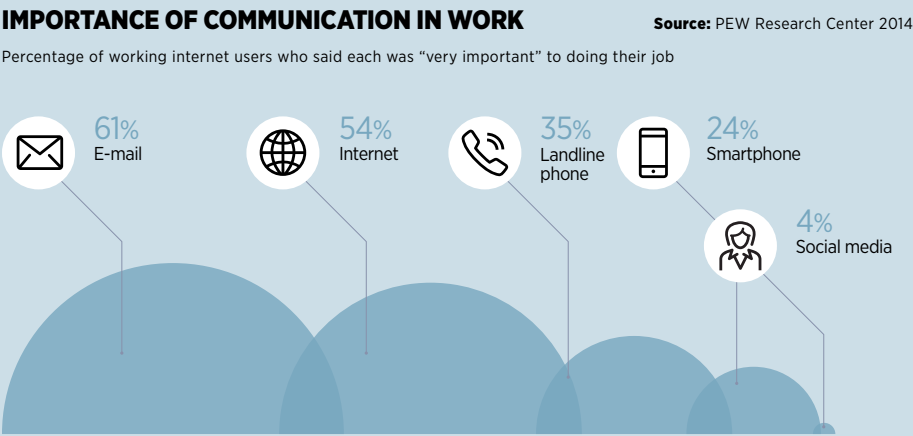 IMPORTANCE OF COMMUNICATION IN WORK
Source: PEW Research Center 2014
Percentage of working internet users who said each was “very important” to doing their job
61%
E-mail
54%
Internet
35%
Landline
phone
24%
Smartphone
4%
Social media